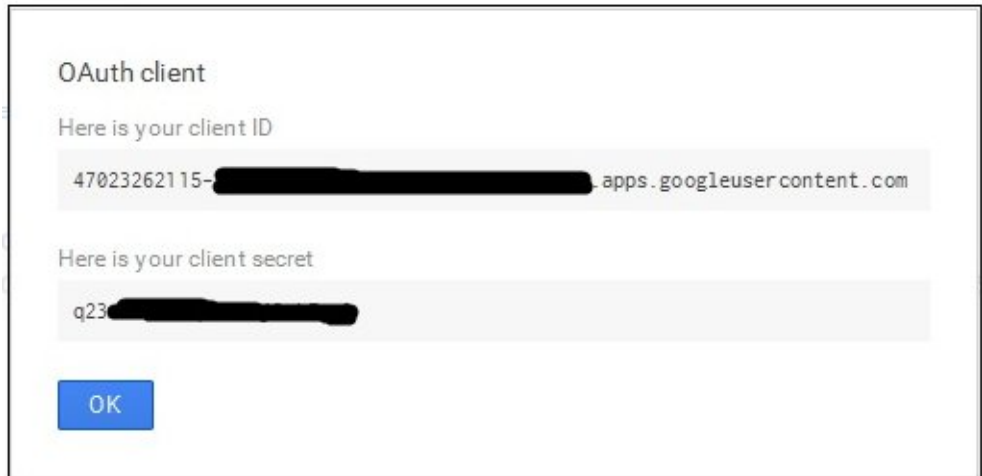 OAuth client
Here is your client ID
47023262115- .apps.googleusercontent.com
Here is your client secret
q23
OK